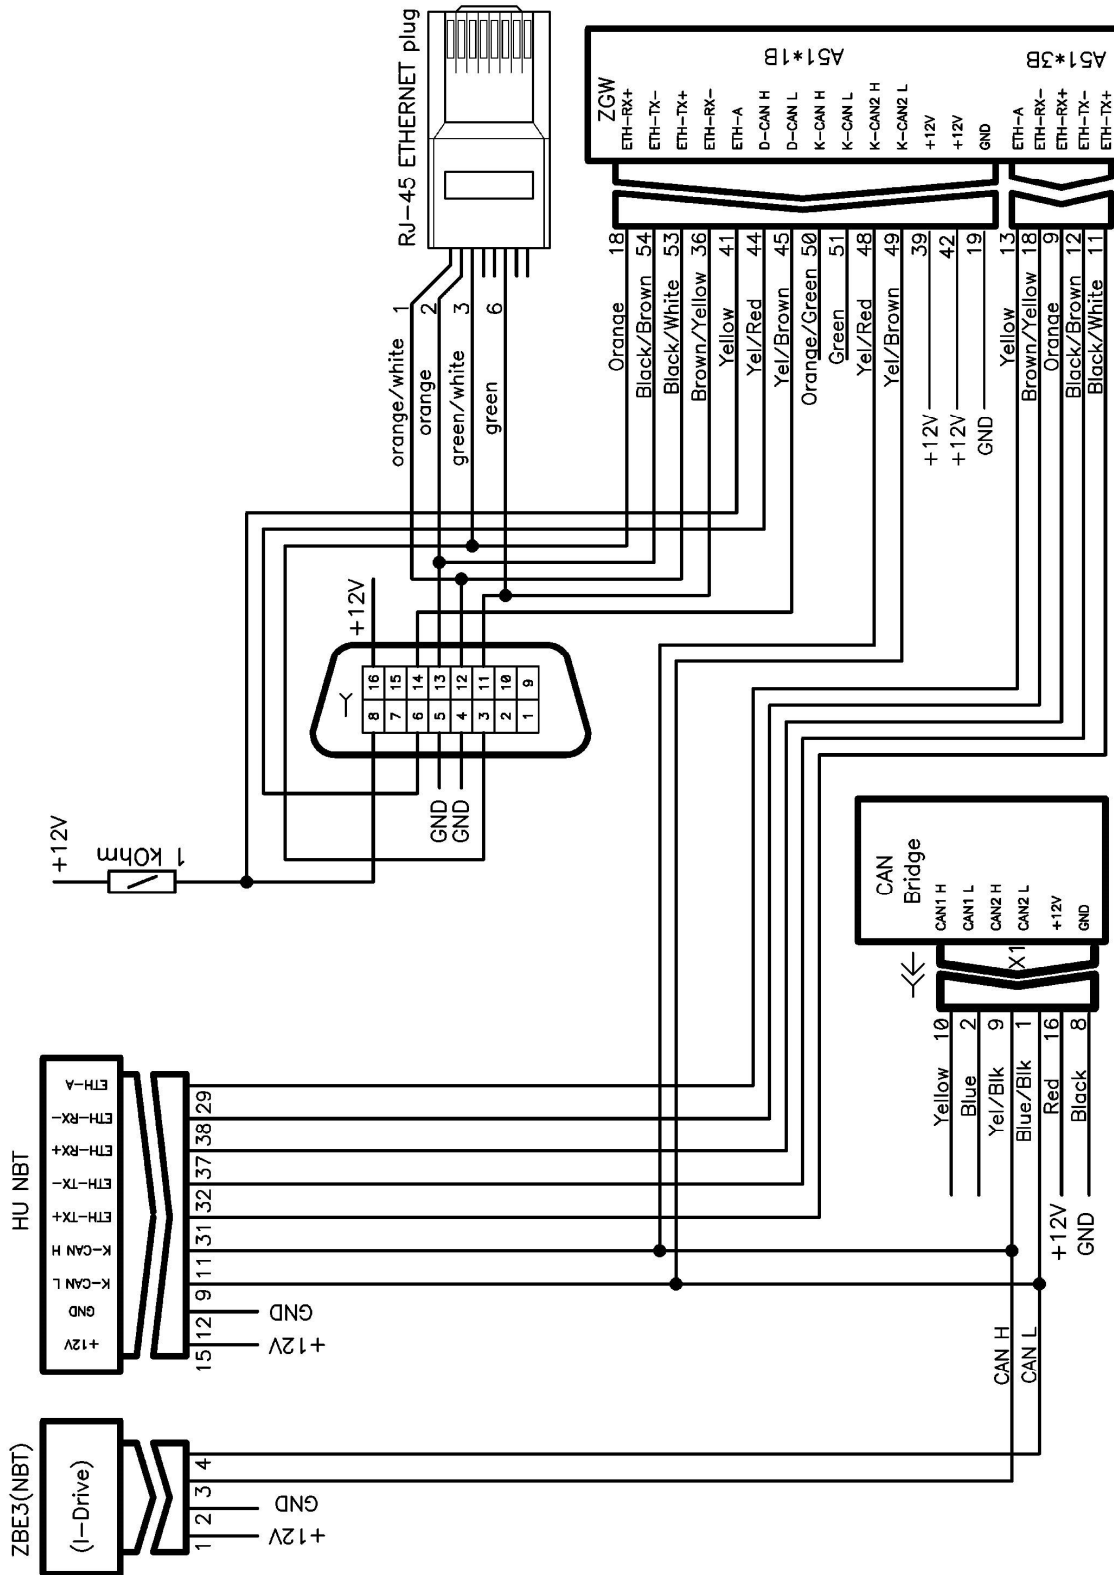 RJ-45 ETHERNET plug
1
2
3
6
orange/white
orange
green/white
green
ZGW
A51*1B
A51*3B
ETH-RX+
ETH-TX-
ETH-TX+
ETH-RX-
ETH-A
D-CAN H
D-CAN L
K-CAN H
K-CAN L
K-CAN2 H
K-CAN2 L
+12V
+12V
GND
ETH-A
ETH-RX-
ETH-RX+
ETH-TX-
ETH-TX+
18
54
53
36
41
44
45
50
51
48
49
39
42
19
13
18
9
12
11
Orange
Black/Brown
Black/White
Brown/Yellow
Yellow
Yel/Red
Yel/Brown
Orange/Green
Green
Yel/Red
Yel/Brown
+12V
+12V
GND
Yellow
Brown/Yellow
Orange
Black/Brown
Black/White
+12V
16
15
14
13
12
11
10
9
8
7
6
5
4
3
2
1
GND
GND
+12V
1 kOhm
CAN
Bridge
CAN1 H
CAN1 L
CAN2 H
CAN2 L
+12V
GND
X1
10
2
9
1
16
8
Yellow
Blue
Yel/Blk
Blue/Blk
Red
Black
+12V
GND
HU NBT
ETH-A
ETH-RX-
ETH-RX+
ETH-TX-
ETH-TX+
K-CAN H
K-CAN L
GND
+12V
29
38
37
32
31
11
9
12
15
GND
+12V
CAN H
CAN L
ZBE3(NBT)
(I-Drive)
4
3
2
1
GND
+12V